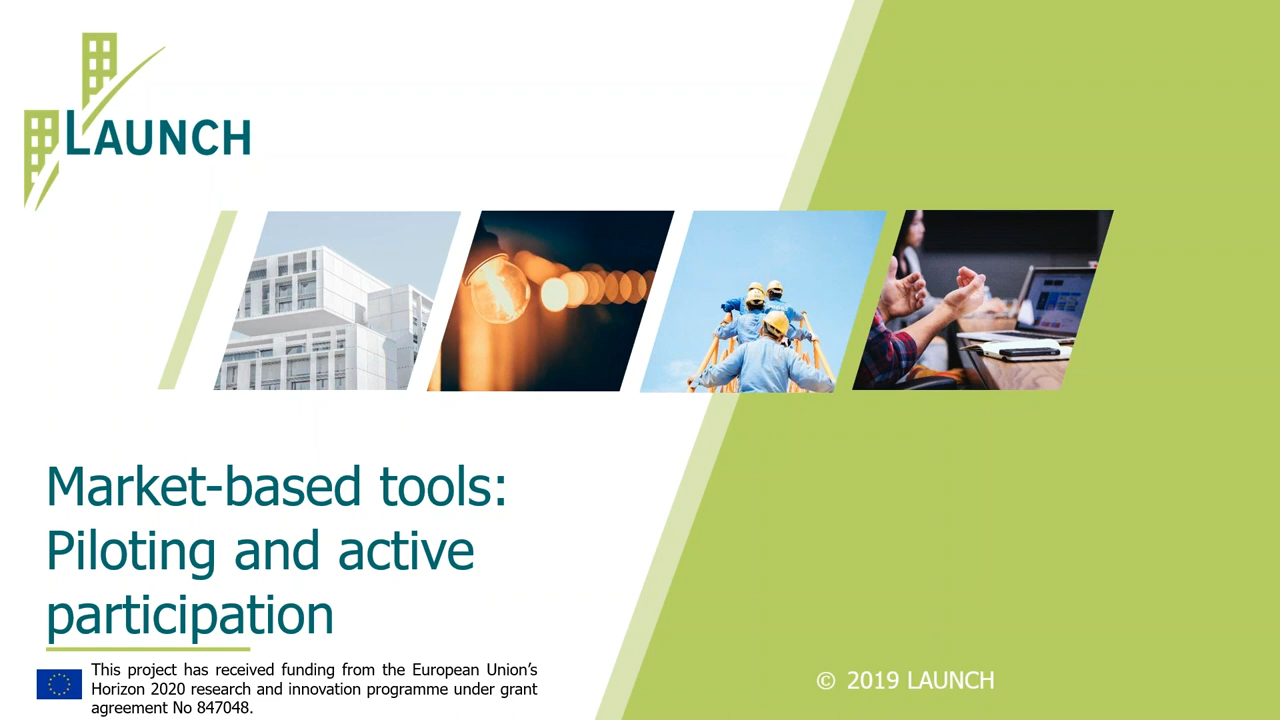 LAUNCH
Market-based tools:
Piloting and active
participation
This project has received funding from the European Union’s
Horizon 2020 research and innovation programme under grant
agreement No 847048.
© 2019 LAUNCH